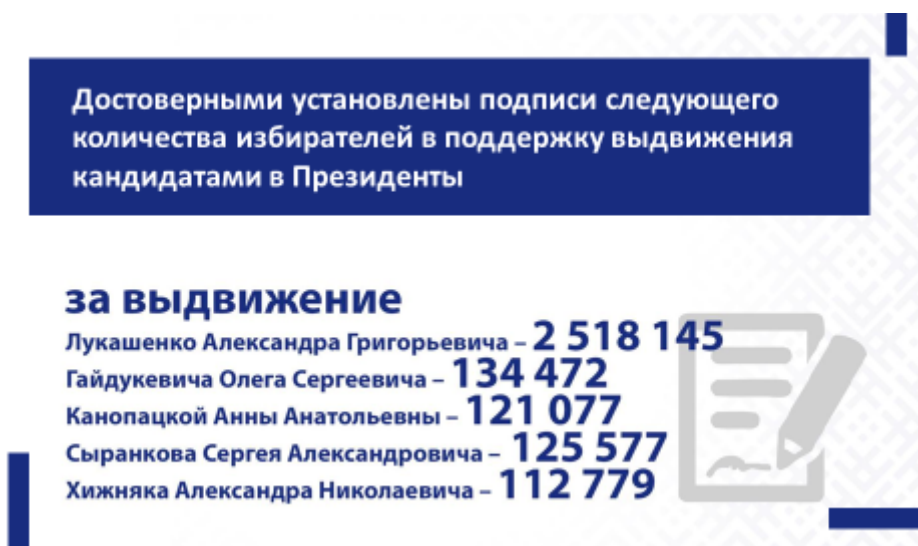 Достоверными установлены подписи следующего
количества избирателей в поддержку выдвижения
кандидатами в Президенты
за выдвижение
Лукашенко Александра Григорьевича – 2 518 145
Гайдукевича Олега Сергеевича – 134 472
Канопацкой Анны Анатольевны – 121 077
Сыранкова Сергея Александровича – 125 577
Хижняка Александра Николаевича – 112 779